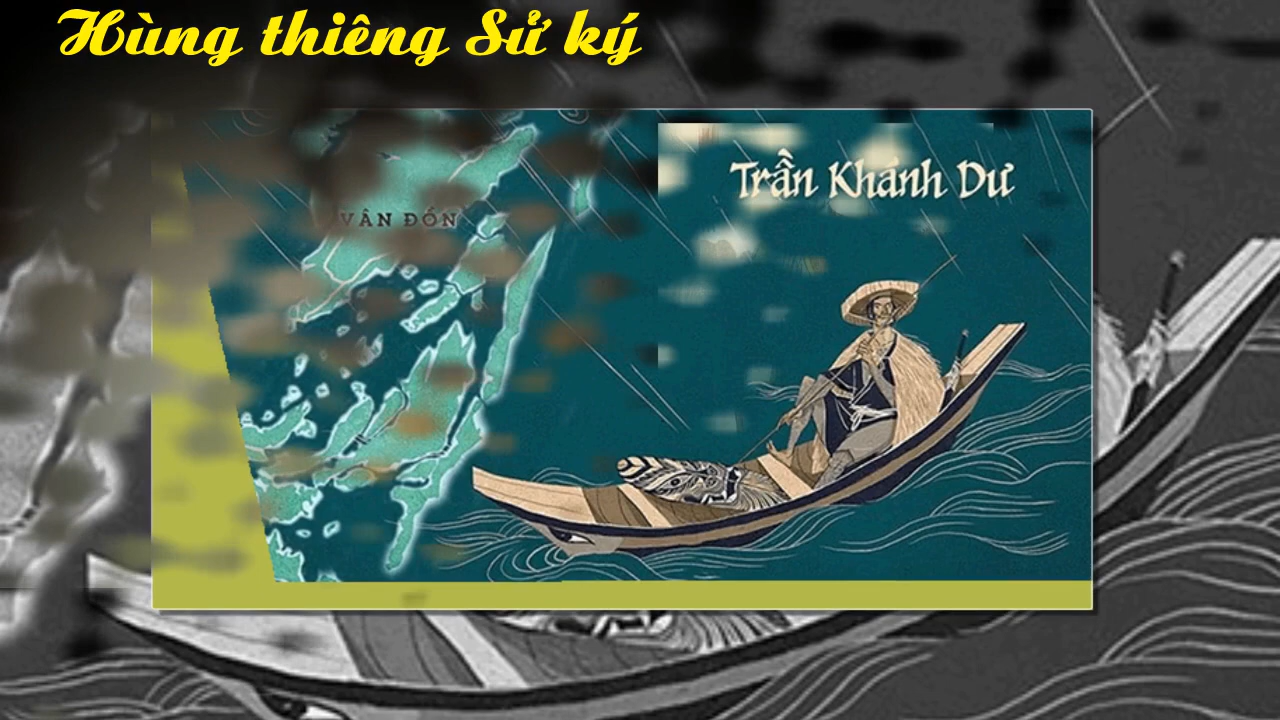 Hùng thiêng Sử ký
Trần Khánh Dư
VÂN ĐỒN